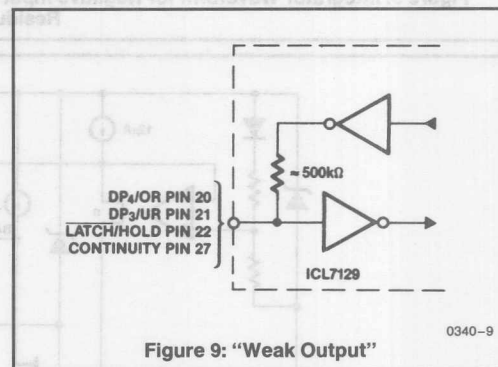 ≈ 500kΩ
DP₄/OR PIN 20
DP₃/UR PIN 21
L̅A̅T̅C̅H̅/HOLD PIN 22
CONTINUITY PIN 27
ICL7129
0340–9
Figure 9: "Weak Output"